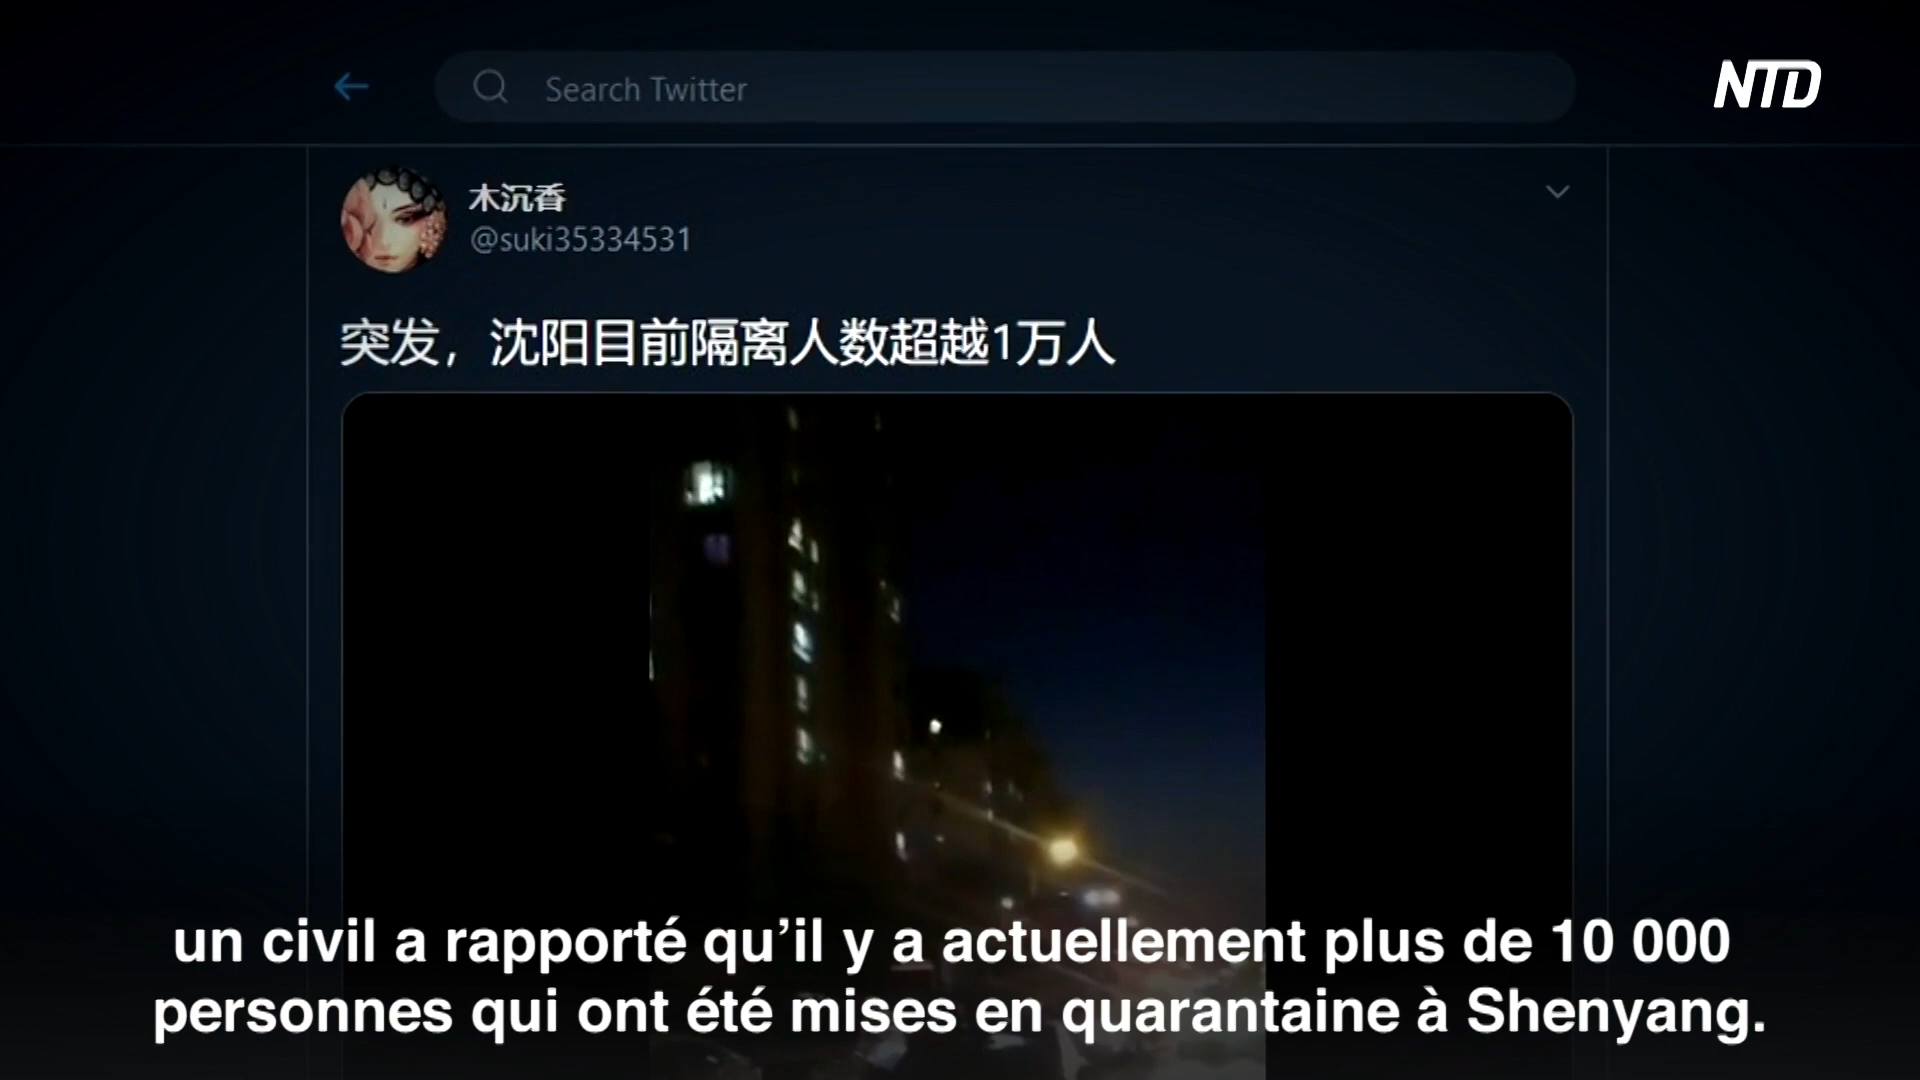 Search Twitter
NTD
木沉香
@suki35334531
突发，沈阳目前隔离人数超越1万人
un civil a rapporté qu’il y a actuellement plus de 10 000
personnes qui ont été mises en quarantaine à Shenyang.